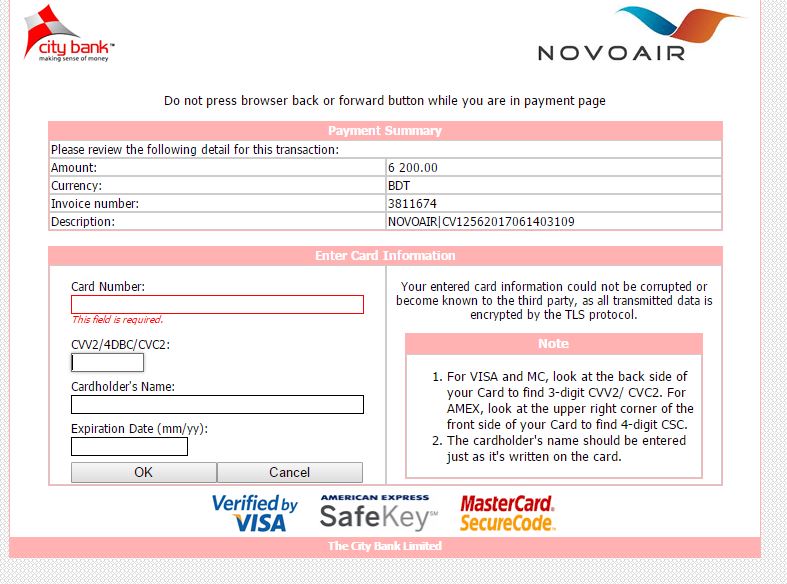 city bank™
making sense of money
NOVOAIR
Do not press browser back or forward button while you are in payment page
Payment Summary
Please review the following detail for this transaction:
Amount: 6 200.00
Currency: BDT
Invoice number: 3811674
Description: NOVOAIR|CV12562017061403109
Enter Card Information
Card Number:
This field is required.
CVV2/4DBC/CVC2:
Cardholder's Name:
Expiration Date (mm/yy):
OK Cancel
Your entered card information could not be corrupted or
become known to the third party, as all transmitted data is
encrypted by the TLS protocol.
Note
1. For VISA and MC, look at the back side of
your Card to find 3-digit CVV2/ CVC2. For
AMEX, look at the upper right corner of the
front side of your Card to find 4-digit CSC.
2. The cardholder's name should be entered
just as it's written on the card.
Verified by
VISA
AMERICAN EXPRESS
SafeKey℠
MasterCard.
SecureCode.
The City Bank Limited